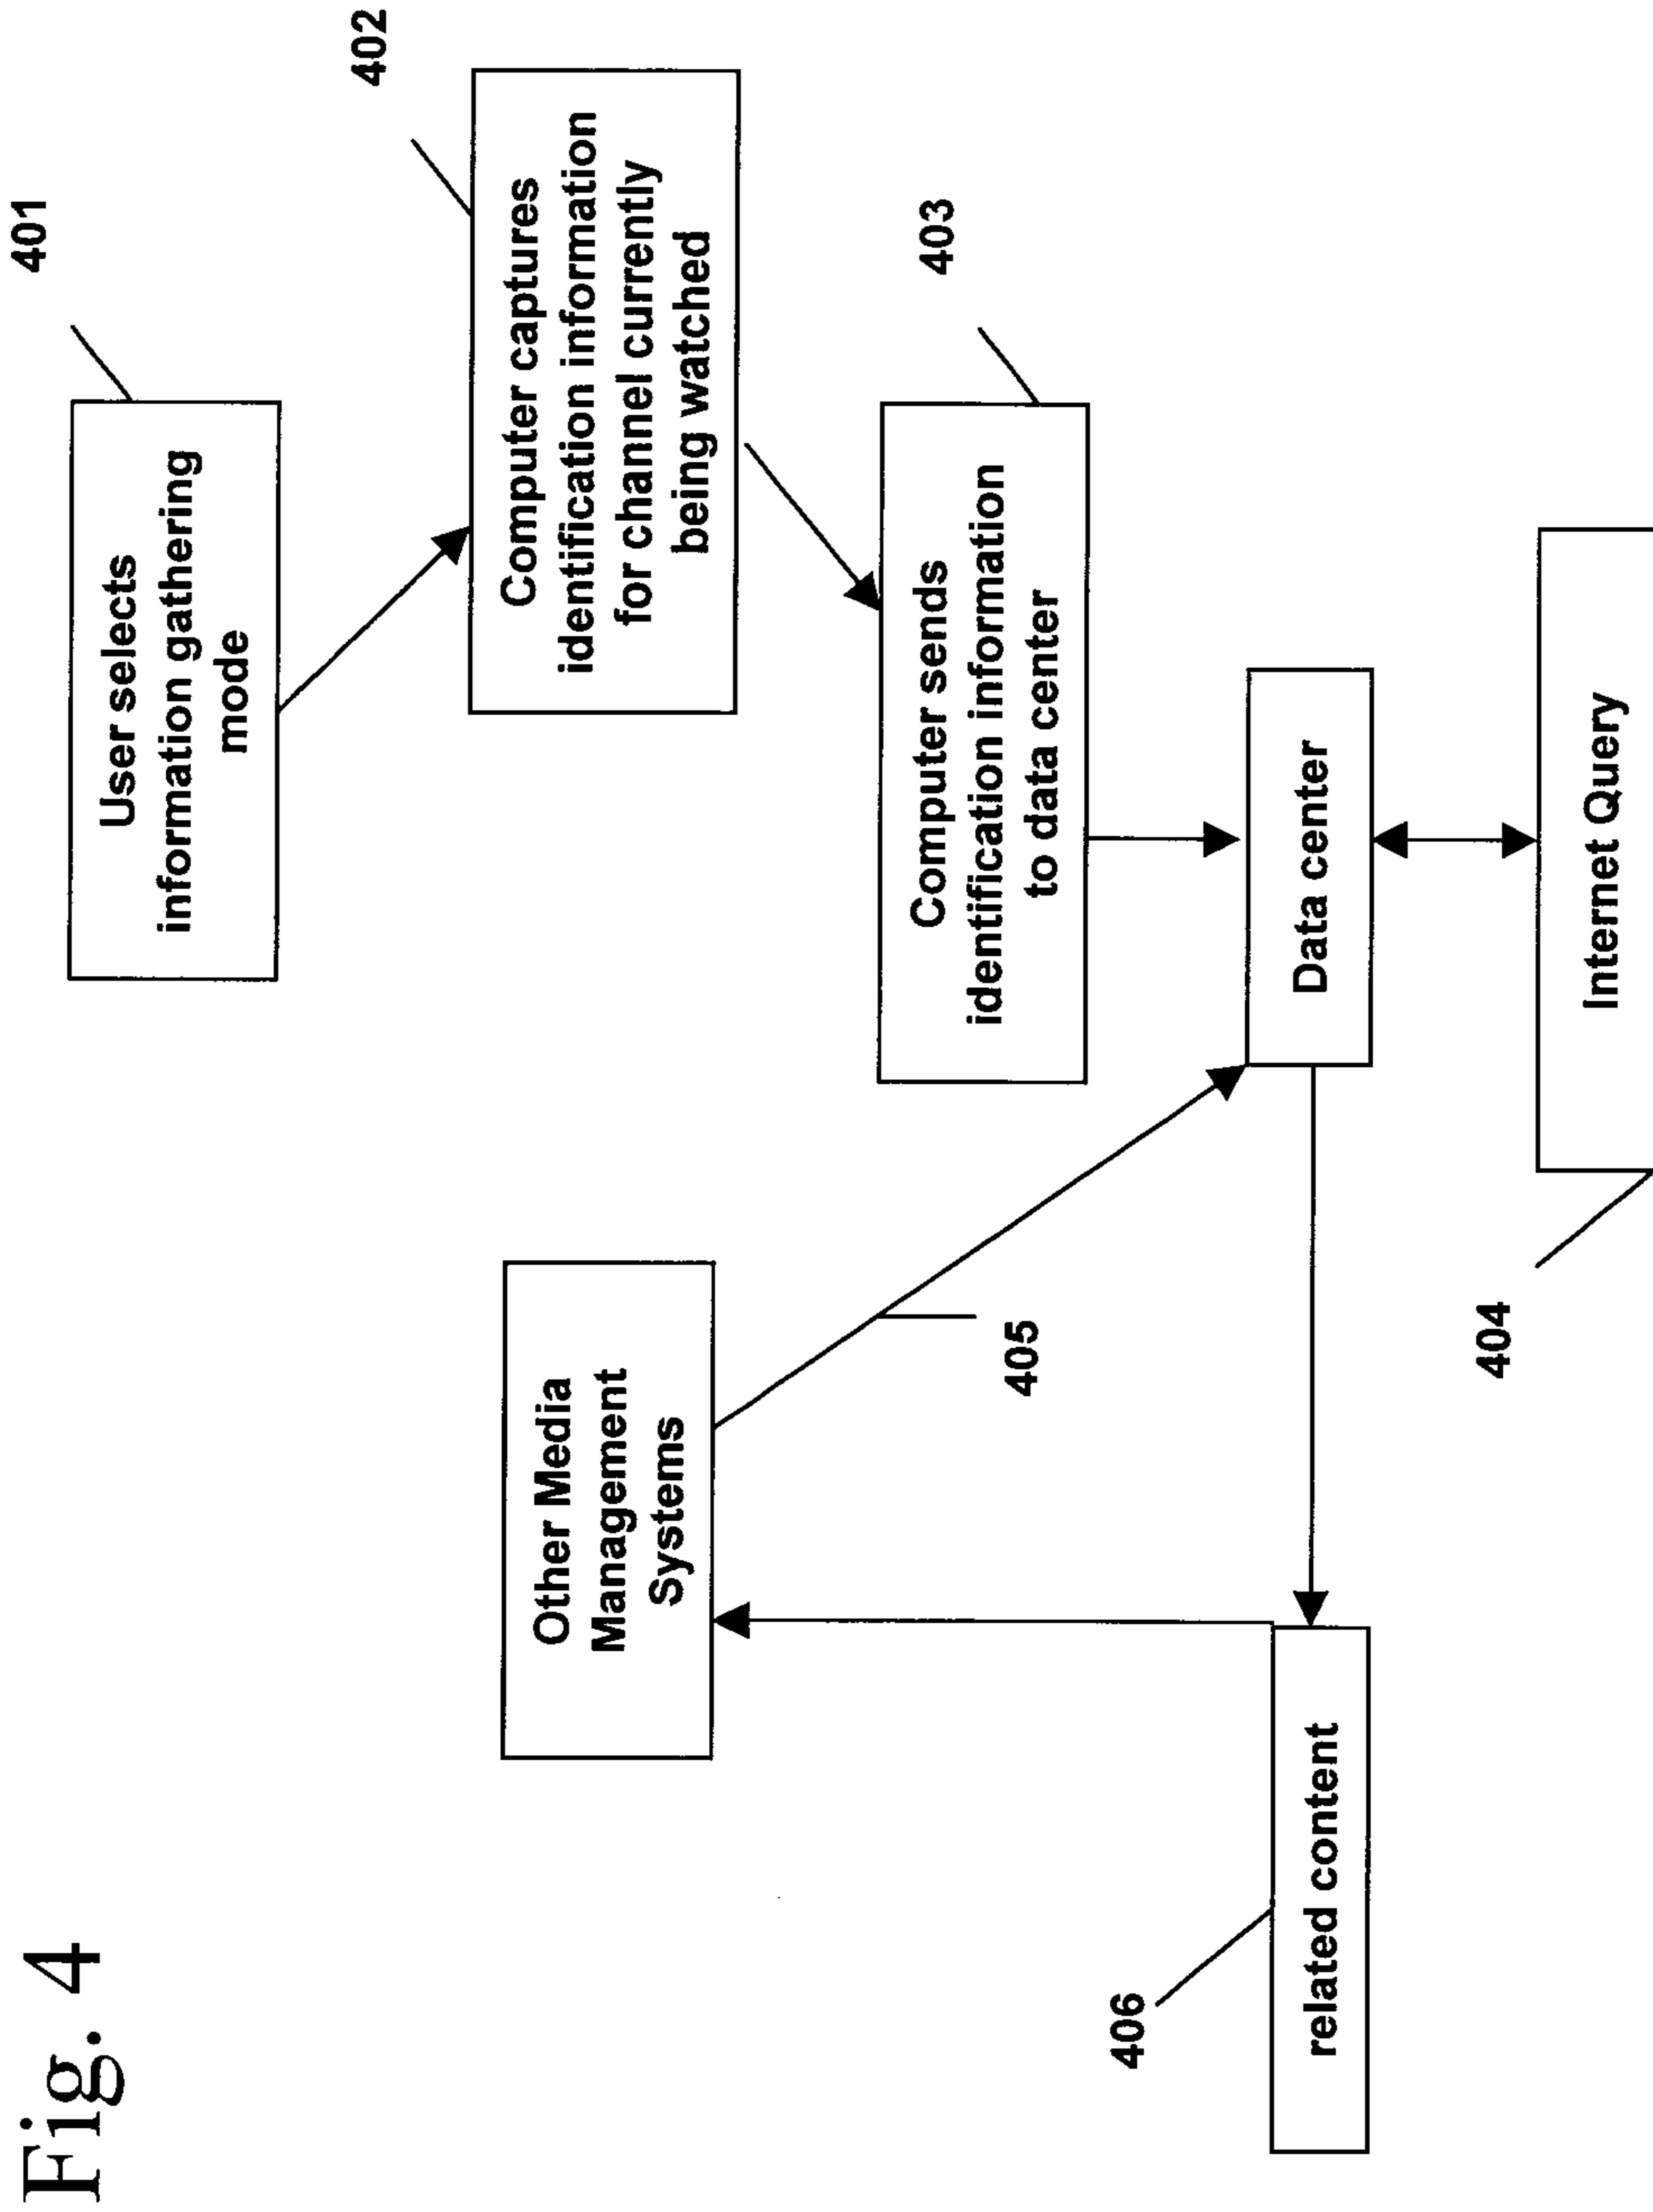 Fig. 4
401
User selects
information gathering
mode
402
Computer captures
identification information
for channel currently
being watched
403
Computer sends
identification information
to data center
Other Media
Management
Systems
405
Data center
406
related content
404
Internet Query